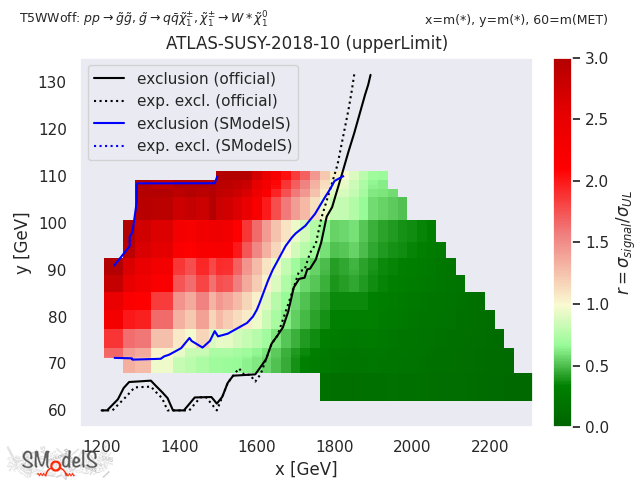 T5WWoff: pp → g̃g̃, g̃ → qq̄χ̃₁±, χ̃₁± → W*χ̃₁⁰
x=m(*), y=m(*), 60=m(MET)
ATLAS-SUSY-2018-10 (upperLimit)
exclusion (official)
exp. excl. (official)
exclusion (SModelS)
exp. excl. (SModelS)
y [GeV]
130
120
110
100
90
80
70
60
1200 1400 1600 1800 2000 2200
x [GeV]
3.0
2.5
2.0
1.5
1.0
0.5
0.0
r = σsignal/σUL
SModelS